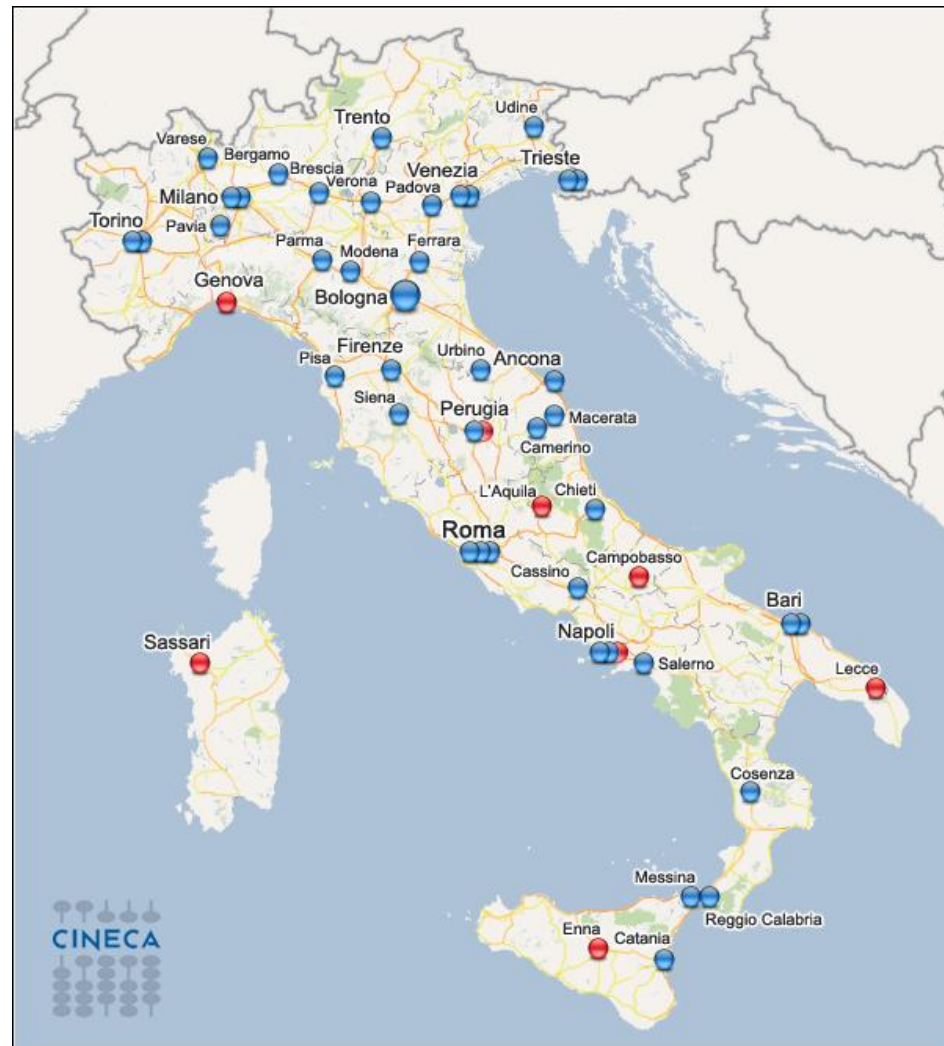 Udine
Trento
Varese
Bergamo
Brescia
Venezia
Trieste
Verona
Padova
Milano
Torino
Pavia
Parma
Modena
Ferrara
Genova
Bologna
Firenze
Urbino
Ancona
Pisa
Siena
Perugia
Macerata
Camerino
L'Aquila
Chieti
Roma
Campobasso
Cassino
Bari
Napoli
Sassari
Salerno
Lecce
Cosenza
Messina
Reggio Calabria
Enna
Catania
CINECA